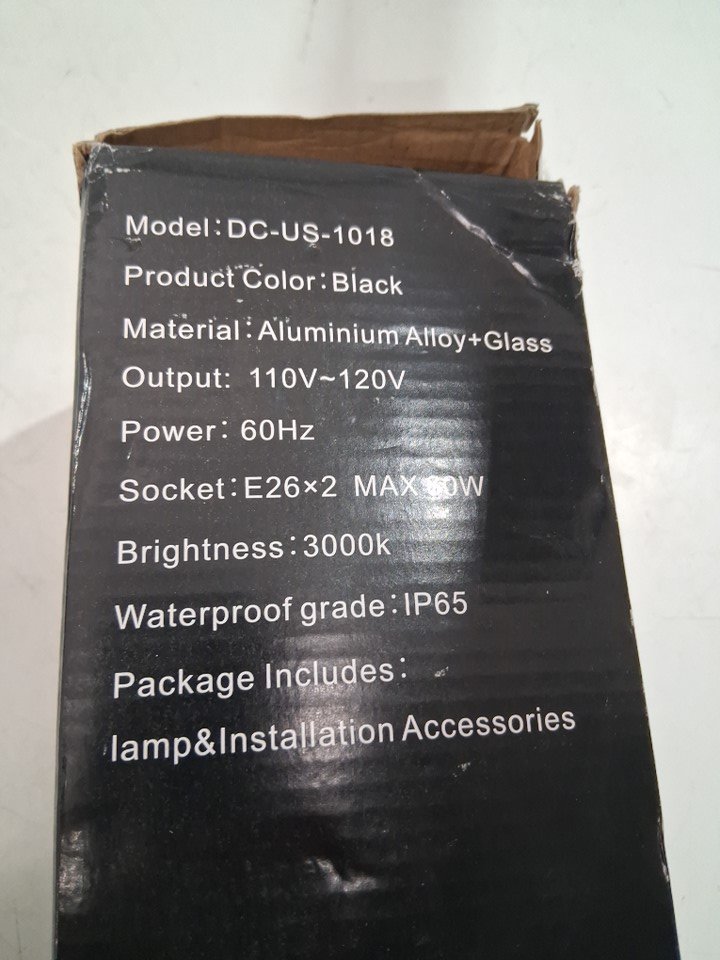 Model:DC-US-1018
Product Color:Black
Material:Aluminium Alloy+Glass
Output: 110V~120V
Power: 60Hz
Socket:E26×2 MAX
Brightness:3000k
Waterproof grade:IP65
Package Includes:
lamp&Installation Accessories